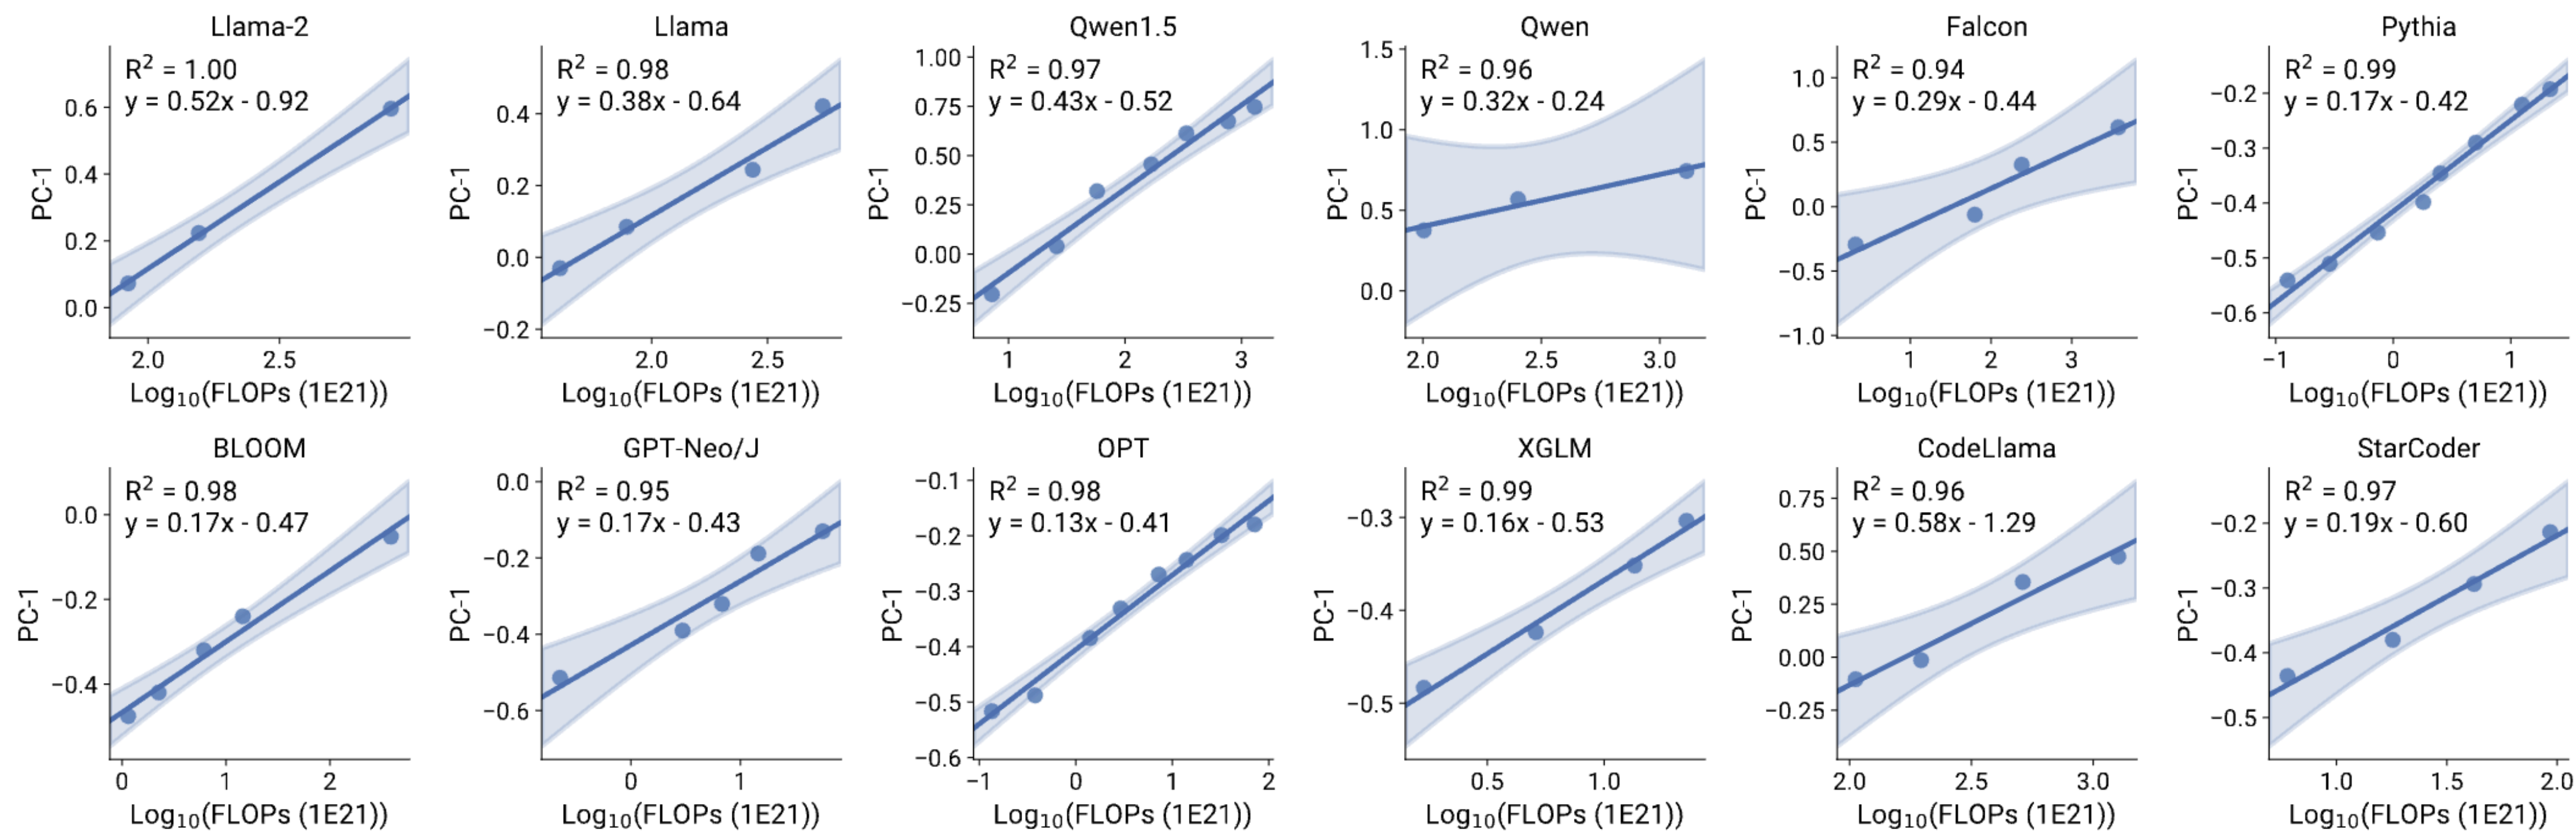 Llama-2
R² = 1.00
y = 0.52x - 0.92
PC-1
0.6
0.4
0.2
0.0
2.0 2.5
Log₁₀(FLOPs (1E21))
Llama
R² = 0.98
y = 0.38x - 0.64
PC-1
0.4
0.2
0.0
−0.2
2.0 2.5
Log₁₀(FLOPs (1E21))
Qwen1.5
R² = 0.97
y = 0.43x - 0.52
PC-1
1.00
0.75
0.50
0.25
0.00
−0.25
1 2 3
Log₁₀(FLOPs (1E21))
Qwen
R² = 0.96
y = 0.32x - 0.24
PC-1
1.5
1.0
0.5
0.0
2.0 2.5 3.0
Log₁₀(FLOPs (1E21))
Falcon
R² = 0.94
y = 0.29x - 0.44
PC-1
1.0
0.5
0.0
−0.5
−1.0
1 2 3
Log₁₀(FLOPs (1E21))
Pythia
R² = 0.99
y = 0.17x - 0.42
PC-1
−0.2
−0.3
−0.4
−0.5
−0.6
−1 0 1
Log₁₀(FLOPs (1E21))
BLOOM
R² = 0.98
y = 0.17x - 0.47
PC-1
0.0
−0.2
−0.4
0 1 2
Log₁₀(FLOPs (1E21))
GPT-Neo/J
R² = 0.95
y = 0.17x - 0.43
PC-1
0.0
−0.2
−0.4
−0.6
0 1
Log₁₀(FLOPs (1E21))
OPT
R² = 0.98
y = 0.13x - 0.41
PC-1
−0.1
−0.2
−0.3
−0.4
−0.5
−0.6
−1 0 1 2
Log₁₀(FLOPs (1E21))
XGLM
R² = 0.99
y = 0.16x - 0.53
PC-1
−0.3
−0.4
−0.5
0.5 1.0
Log₁₀(FLOPs (1E21))
CodeLlama
R² = 0.96
y = 0.58x - 1.29
PC-1
0.75
0.50
0.25
0.00
−0.25
2.0 2.5 3.0
Log₁₀(FLOPs (1E21))
StarCoder
R² = 0.97
y = 0.19x - 0.60
PC-1
−0.2
−0.3
−0.4
−0.5
1.0 1.5 2.0
Log₁₀(FLOPs (1E21))